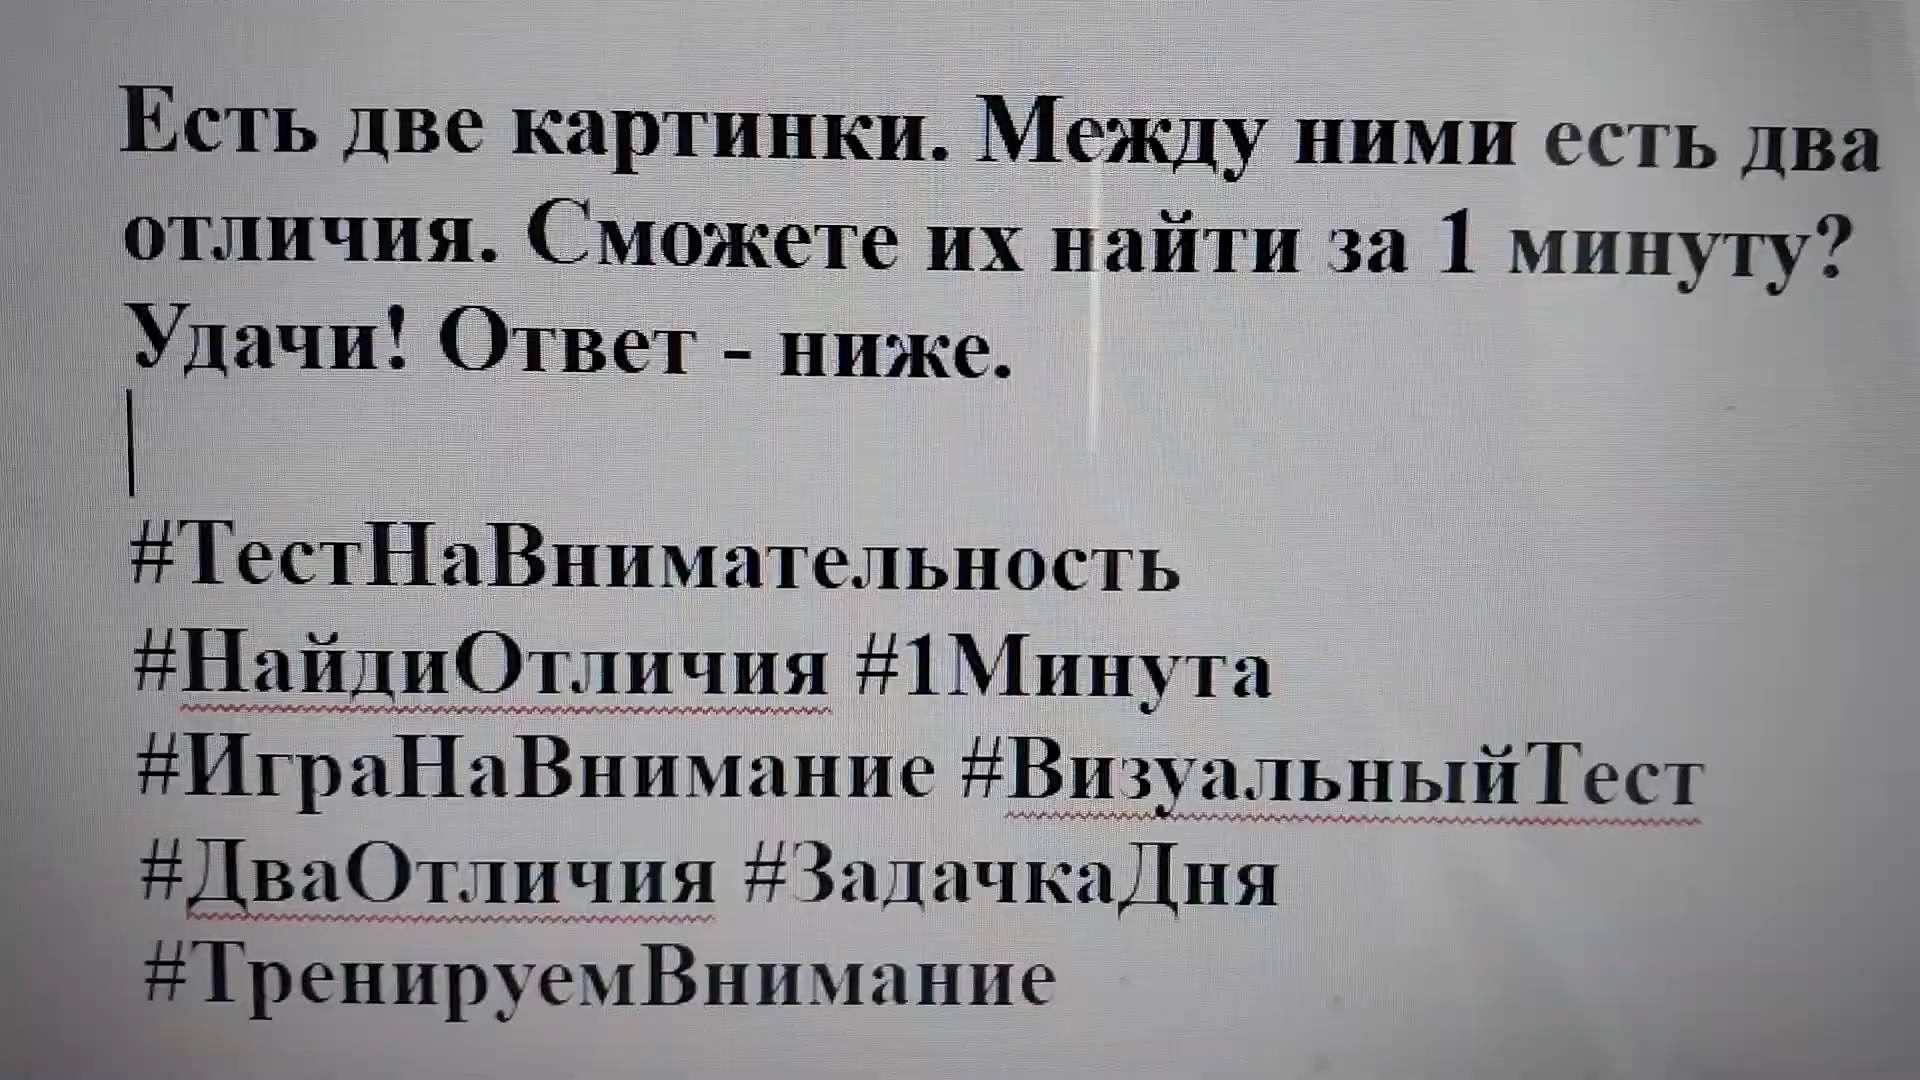 Есть две картинки. Между ними есть два
отличия. Сможете их найти за 1 минуту?
Удачи! Ответ - ниже.
#ТестНаВнимательность
#НайдиОтличия #1Минута
#ИграНаВнимание #ВизуальныйТест
#ДваОтличия #ЗадачкаДня
#ТренируемВнимание